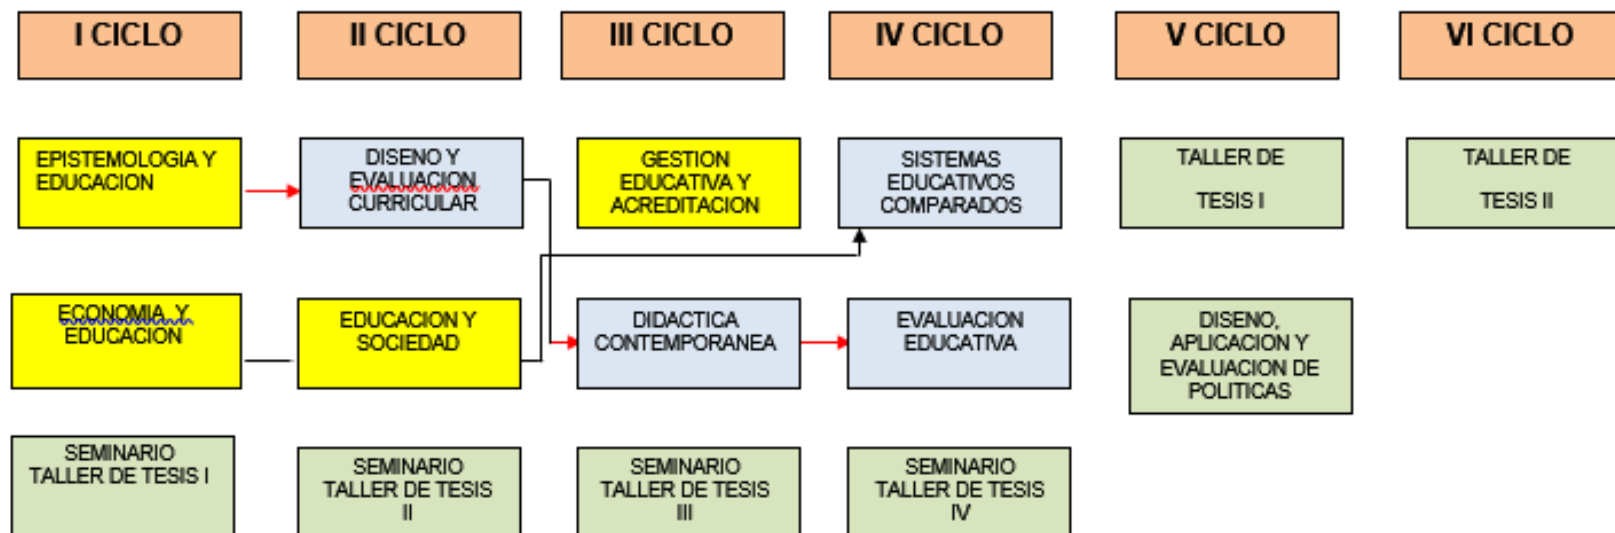 I CICLO
II CICLO
III CICLO
IV CICLO
V CICLO
VI CICLO
EPISTEMOLOGIA Y
EDUCACION
DISENO Y
EVALUACION
CURRICULAR
GESTION
EDUCATIVA Y
ACREDITACION
SISTEMAS
EDUCATIVOS
COMPARADOS
TALLER DE
TESIS I
TALLER DE
TESIS II
ECONOMIA Y
EDUCACION
EDUCACION Y
SOCIEDAD
DIDACTICA
CONTEMPORANEA
EVALUACION
EDUCATIVA
DISENO,
APLICACION Y
EVALUACION DE
POLITICAS
SEMINARIO
TALLER DE TESIS I
SEMINARIO
TALLER DE TESIS
II
SEMINARIO
TALLER DE TESIS
III
SEMINARIO
TALLER DE TESIS
IV